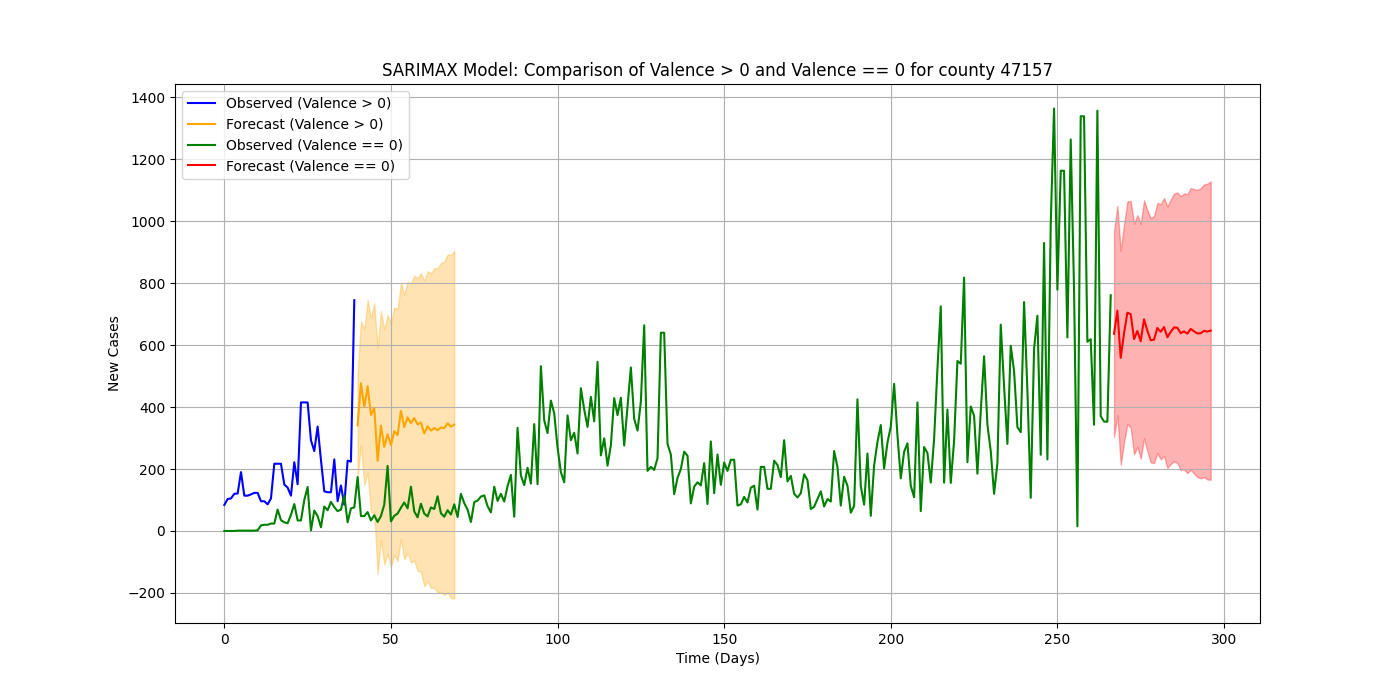 SARIMAX Model: Comparison of Valence > 0 and Valence == 0 for county 47157
Observed (Valence > 0)
Forecast (Valence > 0)
Observed (Valence == 0)
Forecast (Valence == 0)
New Cases
1400
1200
1000
800
600
400
200
0
−200
0 50 100 150 200 250 300
Time (Days)